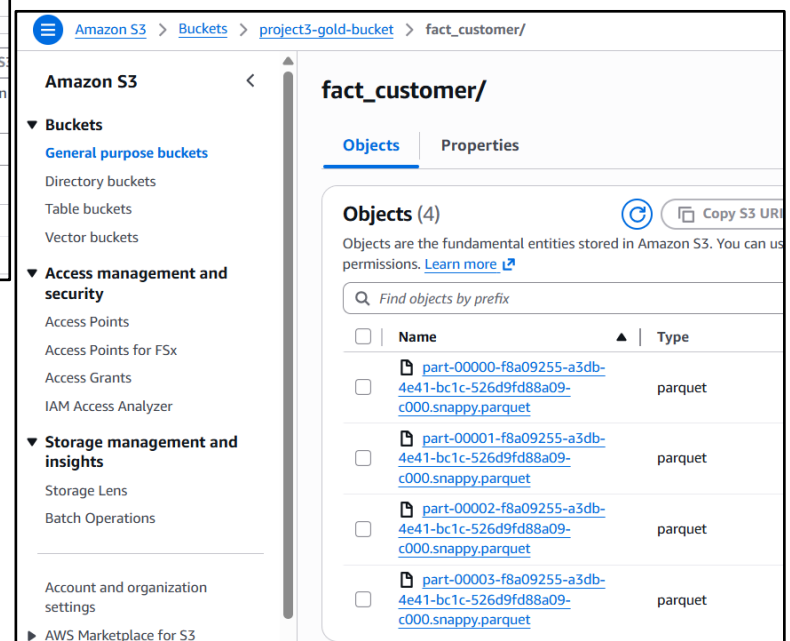 Amazon S3 > Buckets > project3-gold-bucket > fact_customer/
Amazon S3
Buckets
General purpose buckets
Directory buckets
Table buckets
Vector buckets
Access management and
security
Access Points
Access Points for FSx
Access Grants
IAM Access Analyzer
Storage management and
insights
Storage Lens
Batch Operations
Account and organization
settings
AWS Marketplace for S3
fact_customer/
Objects
Properties
Objects (4)
Copy S3 URI
Objects are the fundamental entities stored in Amazon S3. You can us
permissions. Learn more
Find objects by prefix
Name
Type
part-00000-f8a09255-a3db-
4e41-bc1c-526d9fd88a09-
c000.snappy.parquet
parquet
part-00001-f8a09255-a3db-
4e41-bc1c-526d9fd88a09-
c000.snappy.parquet
parquet
part-00002-f8a09255-a3db-
4e41-bc1c-526d9fd88a09-
c000.snappy.parquet
parquet
part-00003-f8a09255-a3db-
4e41-bc1c-526d9fd88a09-
c000.snappy.parquet
parquet